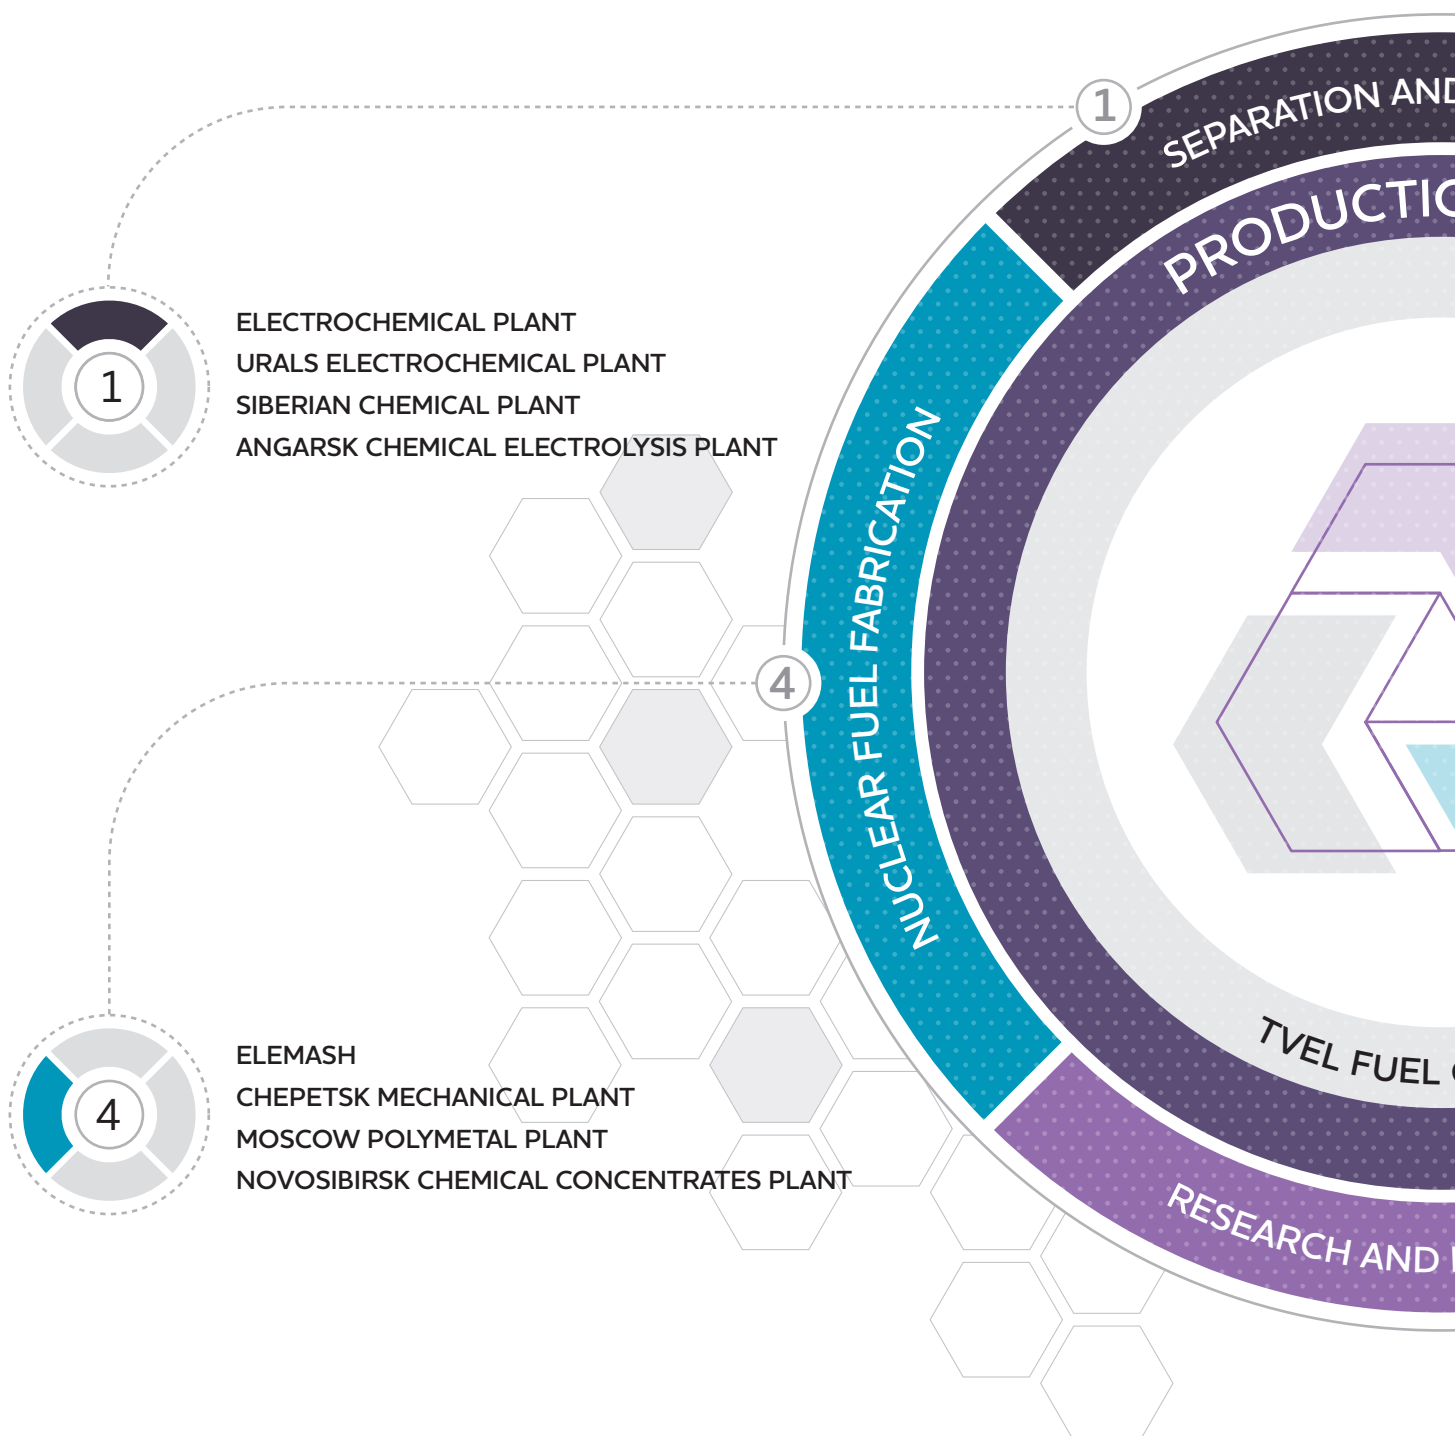 1
SEPARATION AND
PRODUCTIO
1
ELECTROCHEMICAL PLANT
URALS ELECTROCHEMICAL PLANT
SIBERIAN CHEMICAL PLANT
ANGARSK CHEMICAL ELECTROLYSIS PLANT
NUCLEAR FUEL FABRICATION
4
4
ELEMASH
CHEPETSK MECHANICAL PLANT
MOSCOW POLYMETAL PLANT
NOVOSIBIRSK CHEMICAL CONCENTRATES PLANT
TVEL FUEL
RESEARCH AND